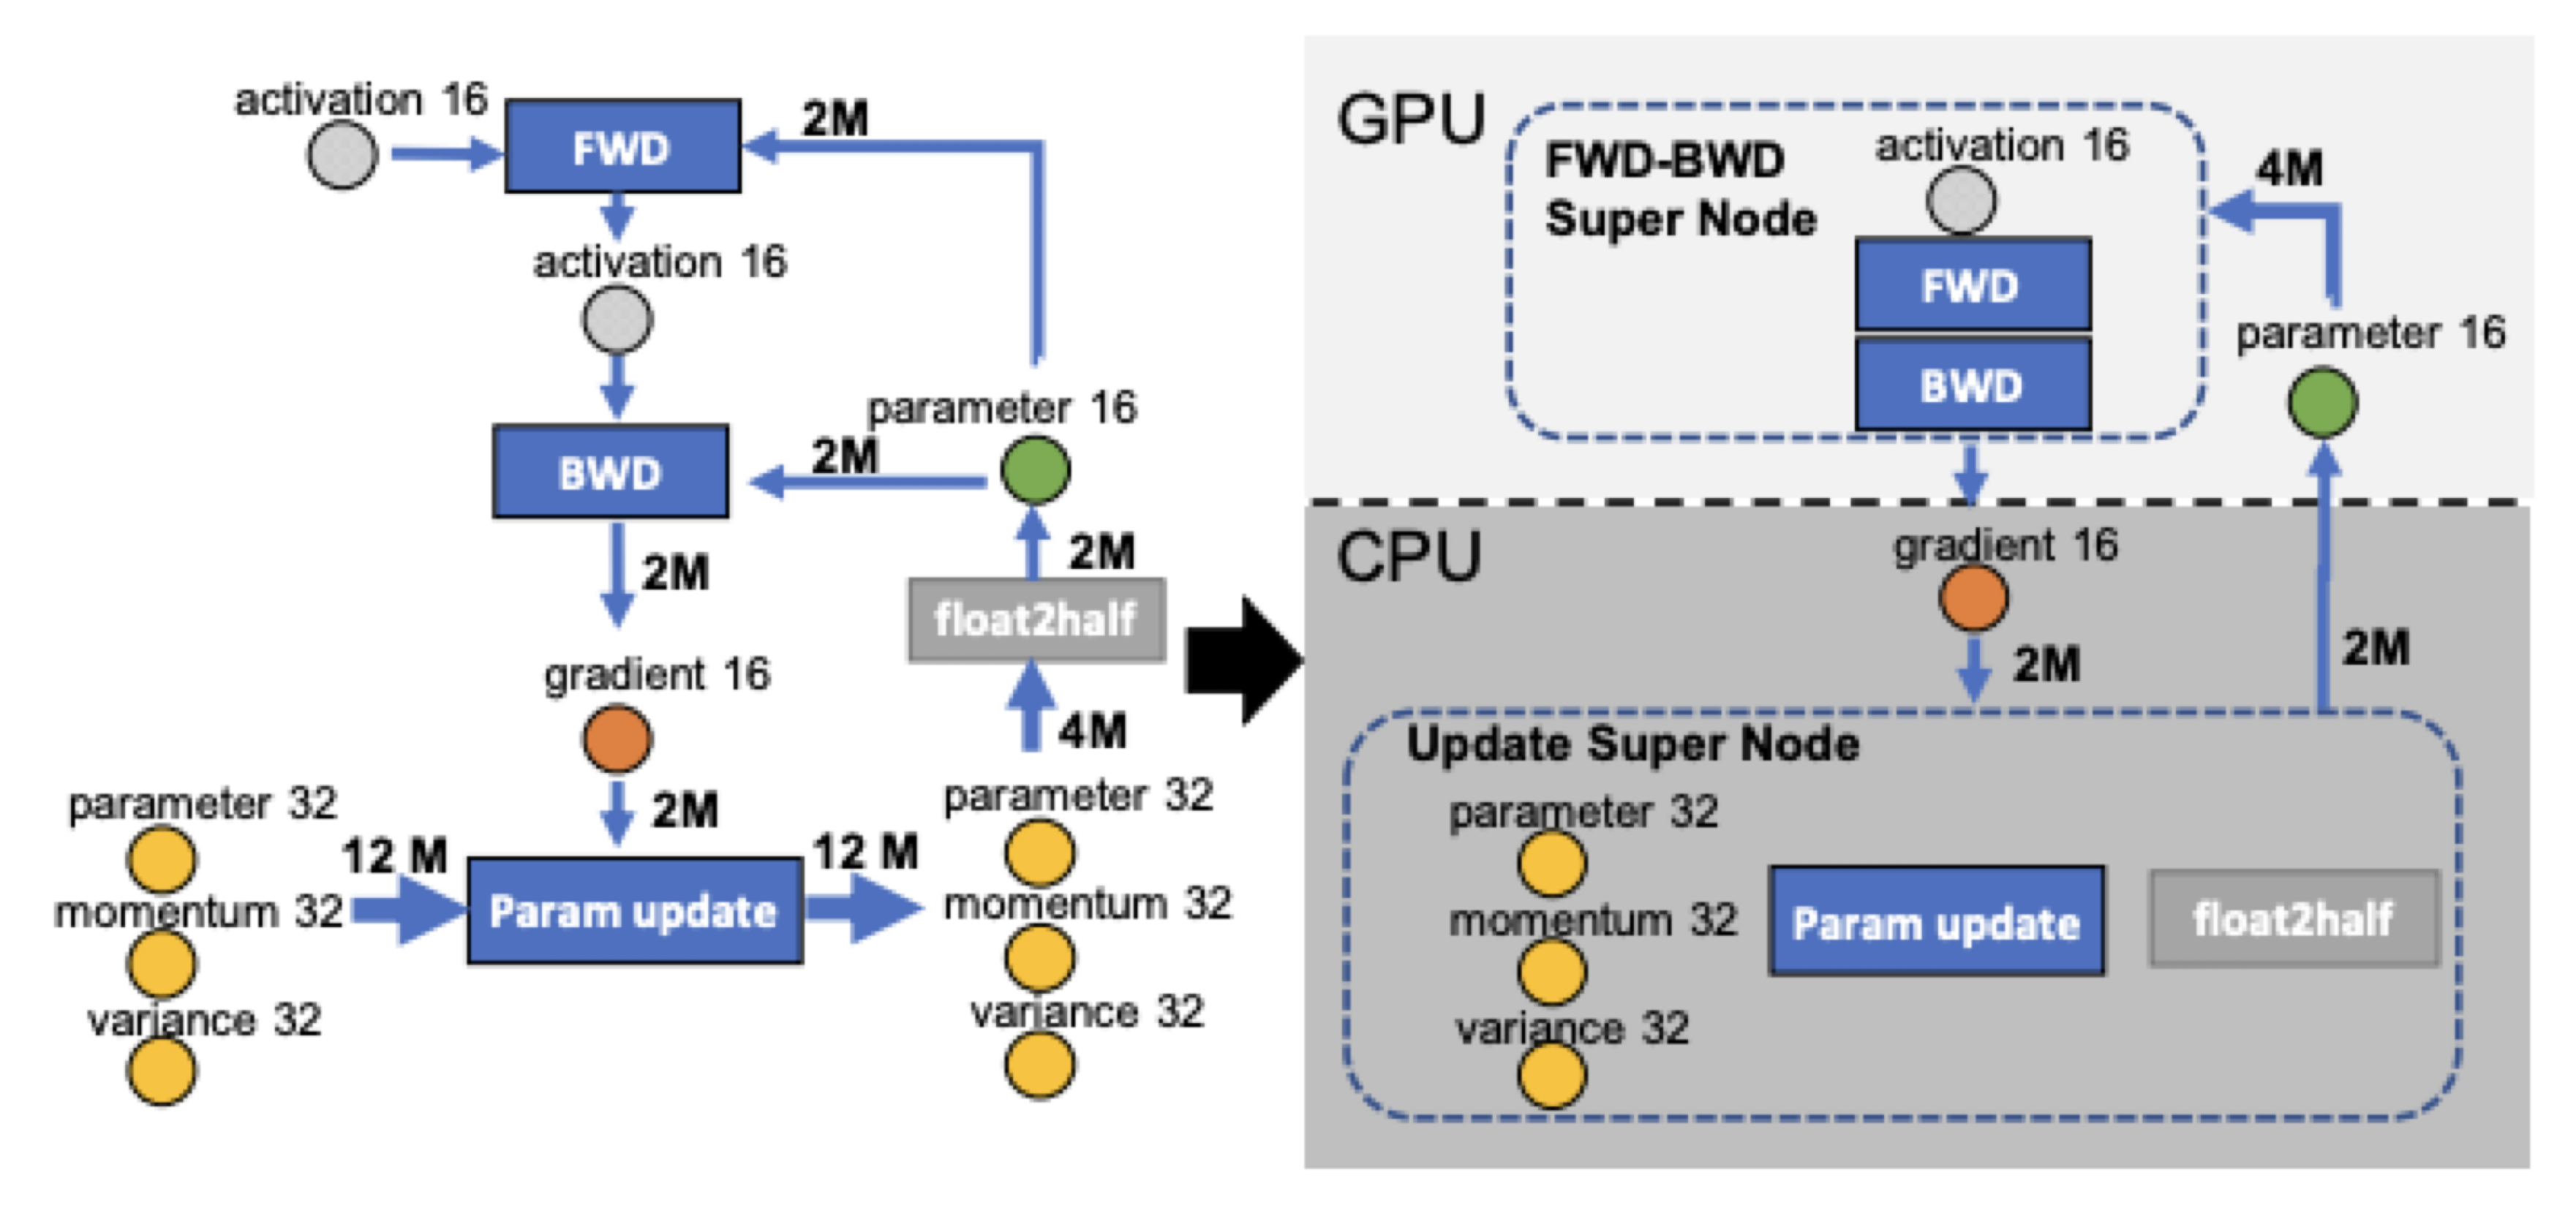 activation 16
FWD
2M
activation 16
parameter 16
BWD
2M
2M
2M
float2half
gradient 16
4M
2M
parameter 32
momentum 32
variance 32
12 M
Param update
12 M
parameter 32
momentum 32
variance 32
GPU
FWD-BWD
Super Node
activation 16
4M
FWD
BWD
parameter 16
CPU
gradient 16
2M
2M
Update Super Node
parameter 32
momentum 32
variance 32
Param update
float2half